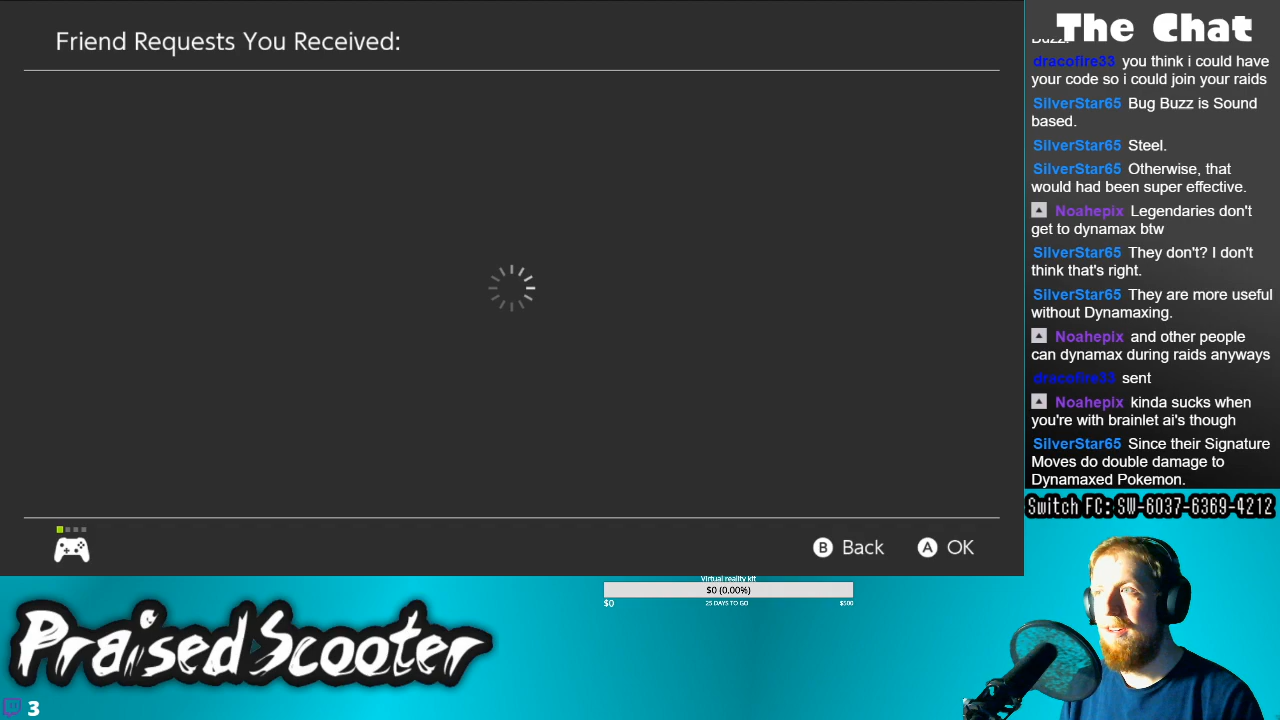 Friend Requests You Received:
B Back
A OK
The Chat
Buzz.
dracofire33 you think i could have
your code so i could join your raids
SilverStar65 Bug Buzz is Sound
based.
SilverStar65 Steel.
SilverStar65 Otherwise, that
would had been super effective.
Noahepix Legendaries don't
get to dynamax btw
SilverStar65 They don't? I don't
think that's right.
SilverStar65 They are more useful
without Dynamaxing.
Noahepix and other people
can dynamax during raids anyways
dracofire33 sent
Noahepix kinda sucks when
you're with brainlet ai's though
SilverStar65 Since their Signature
Moves do double damage to
Dynamaxed Pokemon.
Switch FC: SW-6037-6369-4212
Virtual reality kit
$0 (0.00%)
$0
25 DAYS TO GO
$500
PraisedScooter
3